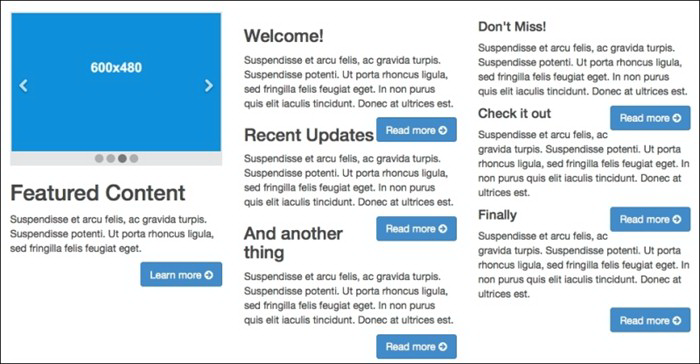 600x480
Featured Content
Suspendisse et arcu felis, ac gravida turpis.
Suspendisse potenti. Ut porta rhoncus ligula,
sed fringilla felis feugiat eget.
Learn more
Welcome!
Suspendisse et arcu felis, ac gravida turpis.
Suspendisse potenti. Ut porta rhoncus ligula,
sed fringilla felis feugiat eget. In non purus
quis elit iaculis tincidunt. Donec at ultrices est.
Read more
Recent Updates
Suspendisse et arcu felis, ac gravida turpis.
Suspendisse potenti. Ut porta rhoncus ligula,
sed fringilla felis feugiat eget. In non purus
quis elit iaculis tincidunt. Donec at ultrices est.
Read more
And another
thing
Suspendisse et arcu felis, ac gravida turpis.
Suspendisse potenti. Ut porta rhoncus ligula,
sed fringilla felis feugiat eget. In non purus
quis elit iaculis tincidunt. Donec at ultrices est.
Read more
Don't Miss!
Suspendisse et arcu felis, ac gravida turpis.
Suspendisse potenti. Ut porta rhoncus ligula,
sed fringilla felis feugiat eget. In non purus
quis elit iaculis tincidunt. Donec at ultrices est.
Read more
Check it out
Suspendisse et arcu felis, ac
gravida turpis. Suspendisse potenti. Ut porta
rhoncus ligula, sed fringilla felis feugiat eget. In
non purus quis elit iaculis tincidunt. Donec at
ultrices est.
Read more
Finally
Suspendisse et arcu felis, ac
gravida turpis. Suspendisse potenti. Ut porta
rhoncus ligula, sed fringilla felis feugiat eget. In
non purus quis elit iaculis tincidunt. Donec at
ultrices est.
Read more